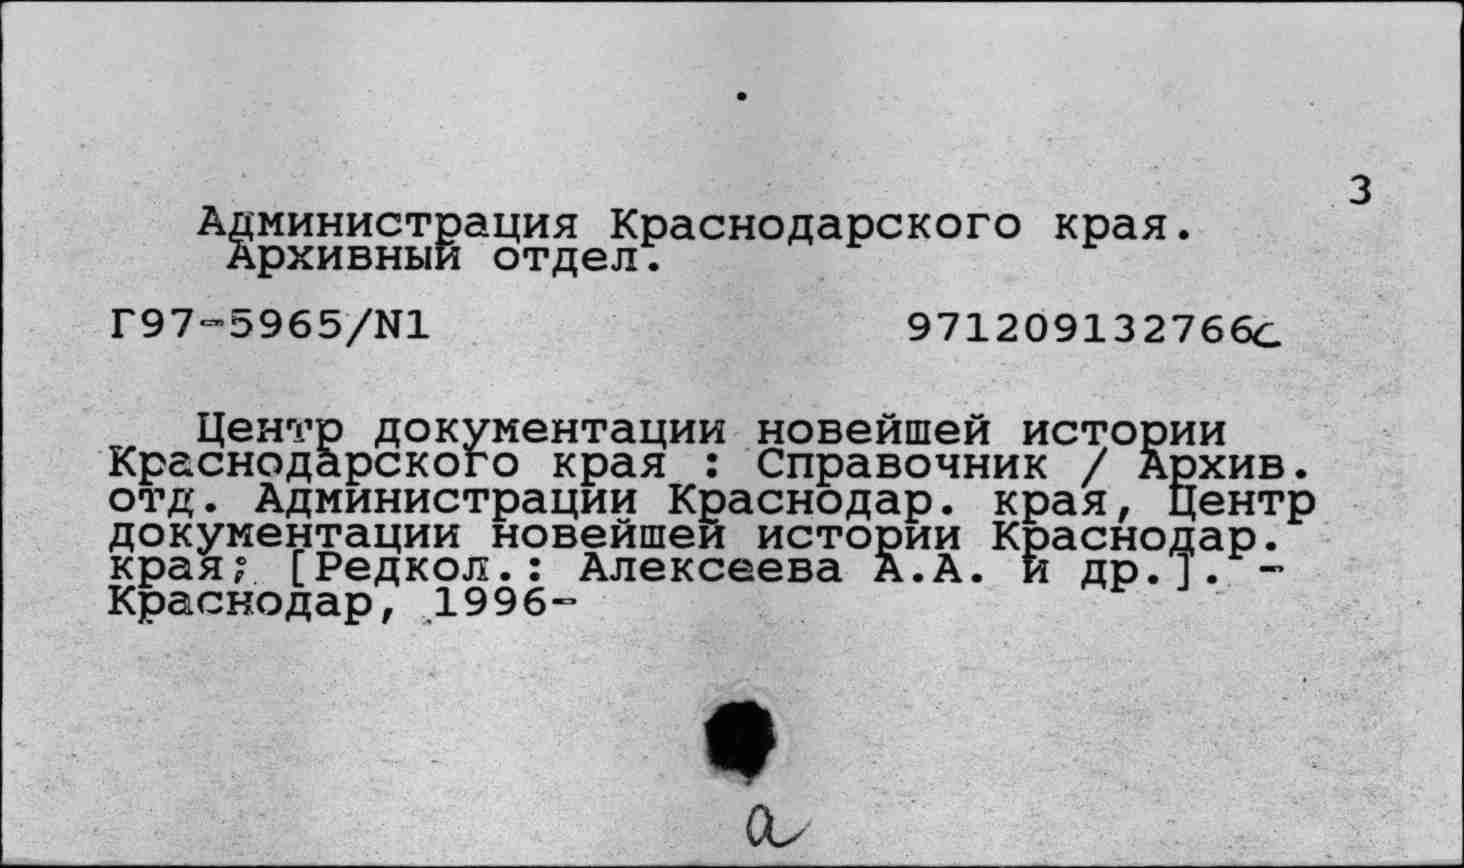 3
Администрация Краснодарского края.
Архивный отдел.
Г97-5965/N1 971209132766с
Центр документации новейшей истории
Краснодарского края : Справочник / Архив.
отд. Администрации Краснодар. края, Центр
документации новейшей истории Краснодар.
края; [Редкол.: Алексеева А.А. и др.]. -
Краснодар, 1996-
а